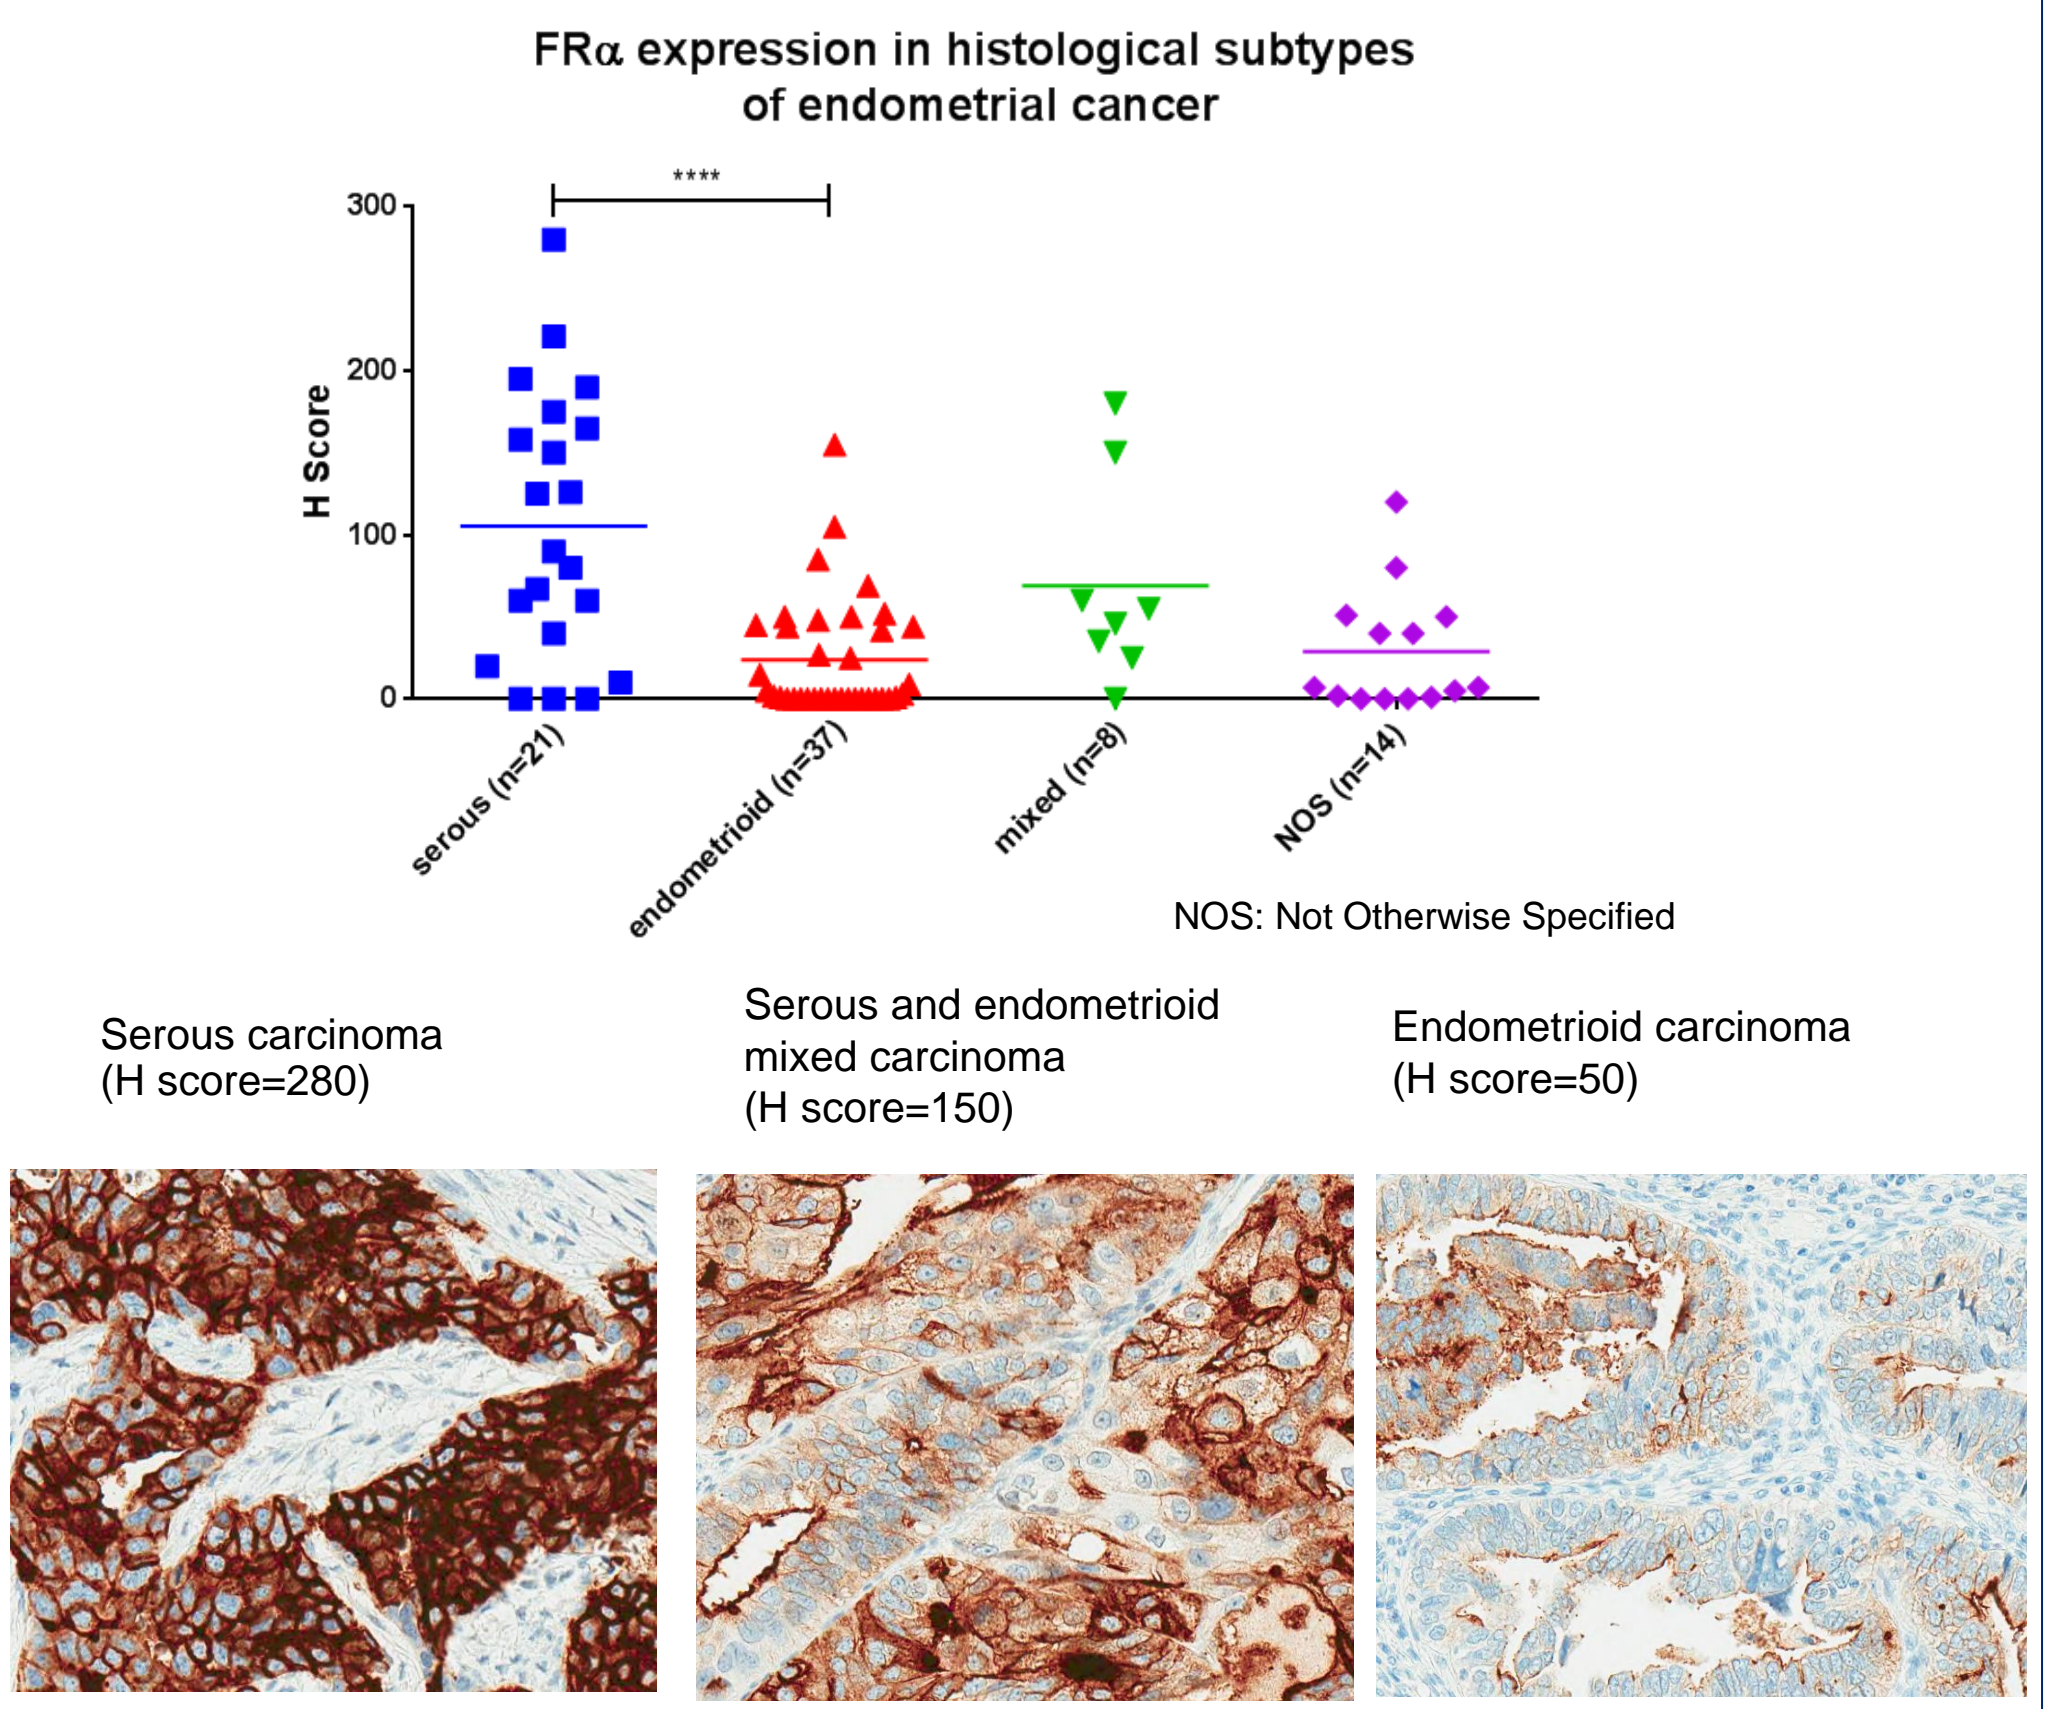 FRα expression in histological subtypes
of endometrial cancer
****
300
200
100
0
H Score
serous (n=21)
endometrioid (n=37)
mixed (n=8)
NOS (n=14)
NOS: Not Otherwise Specified
Serous carcinoma
(H score=280)
Serous and endometrioid
mixed carcinoma
(H score=150)
Endometrioid carcinoma
(H score=50)